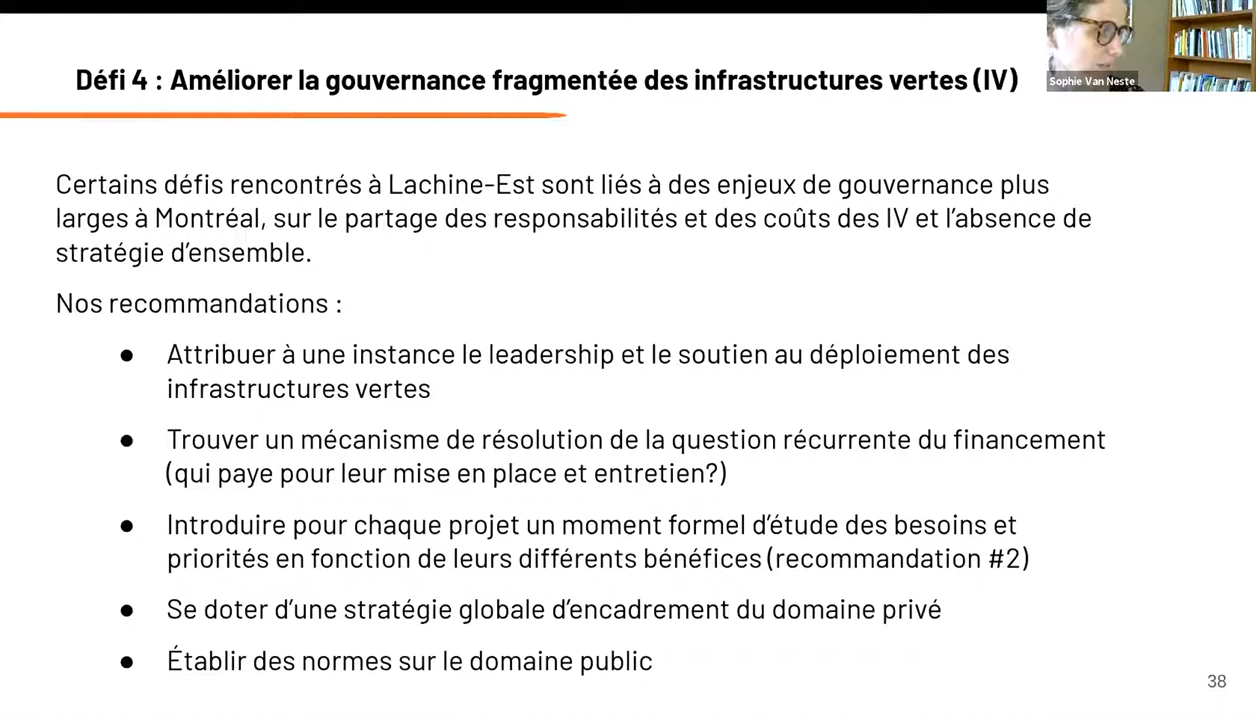 Défi 4 : Améliorer la gouvernance fragmentée des infrastructures vertes (IV)
Sophie Van Neste
Certains défis rencontrés à Lachine-Est sont liés à des enjeux de gouvernance plus
larges à Montréal, sur le partage des responsabilités et des coûts des IV et l'absence de
stratégie d'ensemble.
Nos recommandations :
● Attribuer à une instance le leadership et le soutien au déploiement des
infrastructures vertes
● Trouver un mécanisme de résolution de la question récurrente du financement
(qui paye pour leur mise en place et entretien?)
● Introduire pour chaque projet un moment formel d'étude des besoins et
priorités en fonction de leurs différents bénéfices (recommandation #2)
● Se doter d'une stratégie globale d'encadrement du domaine privé
● Établir des normes sur le domaine public
38